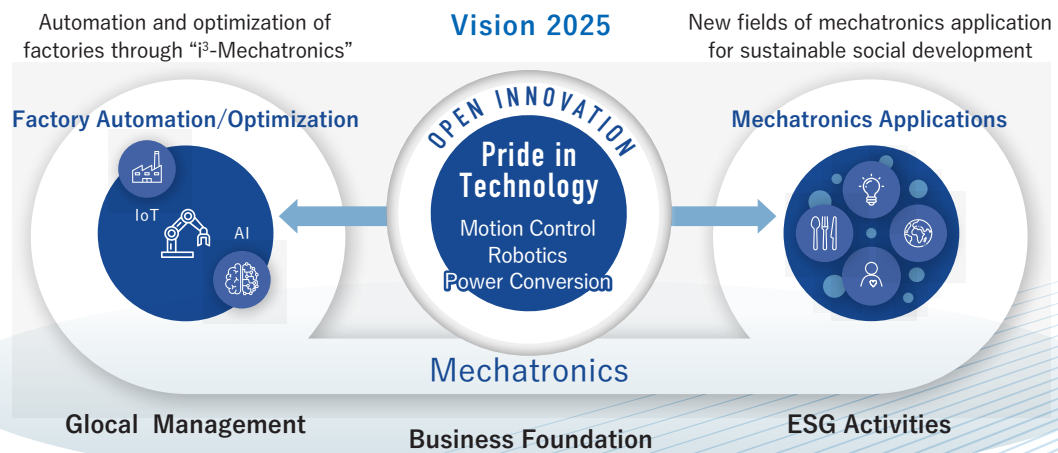 Automation and optimization of
factories through “i³-Mechatronics”
Vision 2025
New fields of mechatronics application
for sustainable social development
Factory Automation/Optimization
IoT
AI
OPEN INNOVATION
Pride in
Technology
Motion Control
Robotics
Power Conversion
Mechatronics Applications
Mechatronics
Glocal Management
Business Foundation
ESG Activities